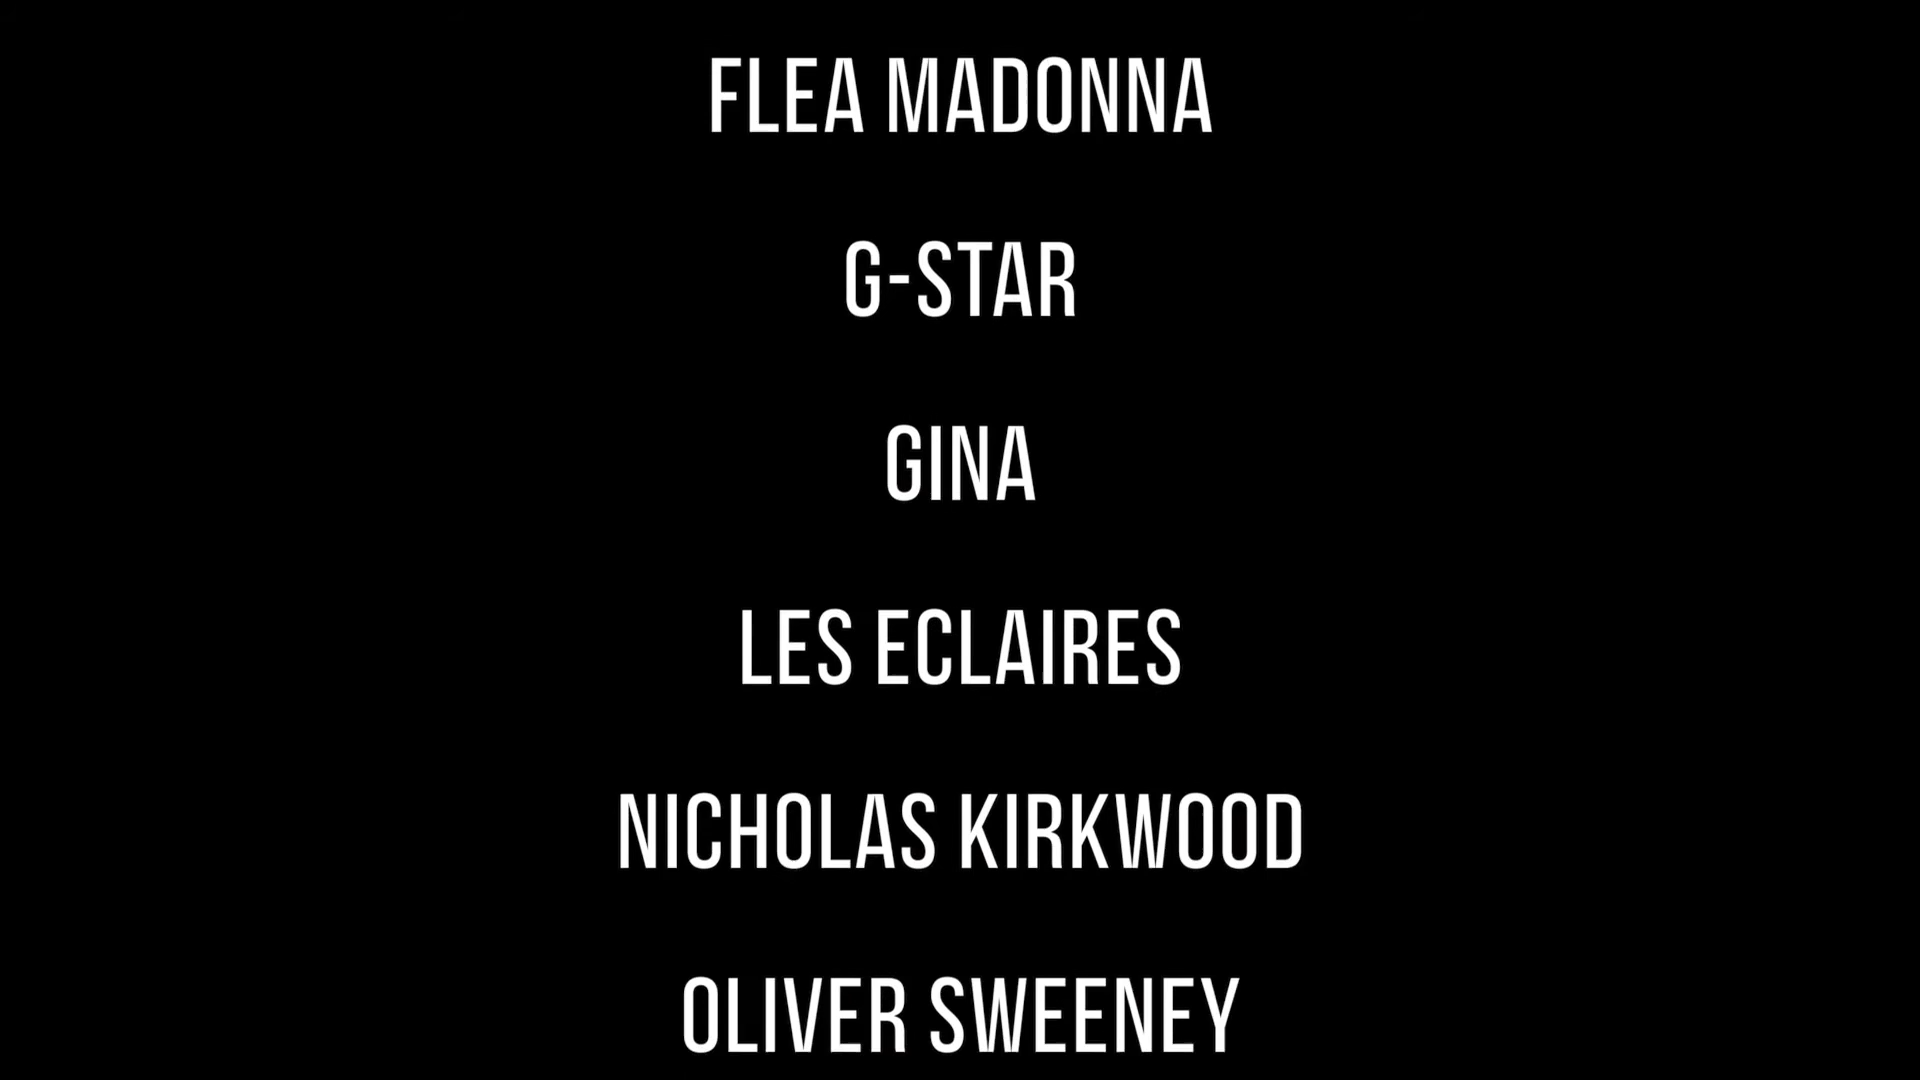 FLEA MADONNA
G-STAR
GINA
LES ECLAIRES
NICHOLAS KIRKWOOD
OLIVER SWEENEY